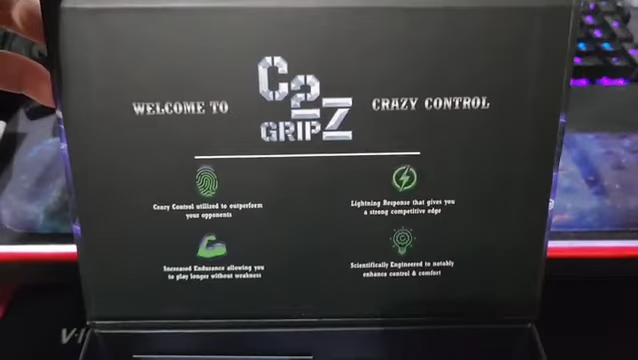 WELCOME TO
C2Z
GRIP
CRAZY CONTROL
Crazy Control utilized to outperform
your opponents
Lightning Response that gives you
a strong competitive edge
Increased Endurance allowing you
to play longer without weakness
Scientifically Engineered to notably
enhance control & comfort